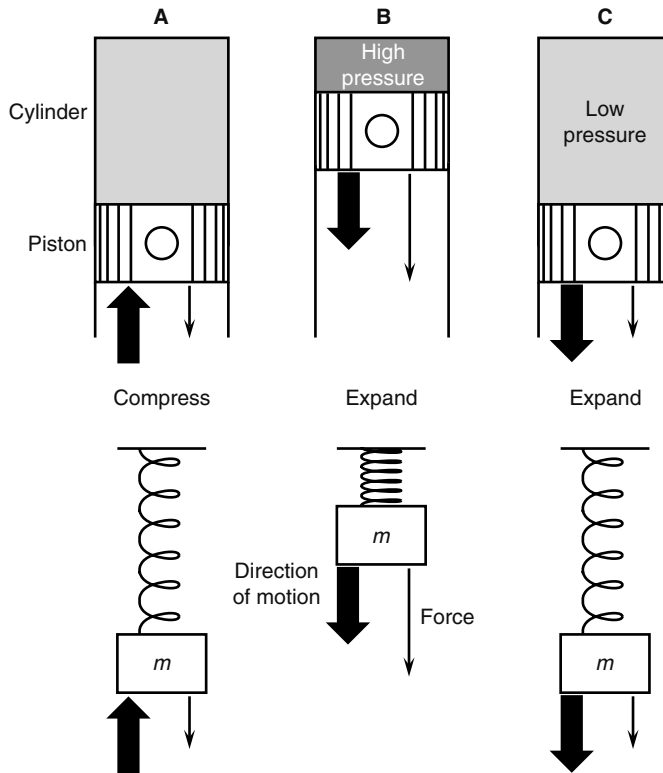 A
B
C
High
pressure
Cylinder
Low
pressure
Piston
Compress
Expand
Expand
m
Direction
of motion
Force
m
m